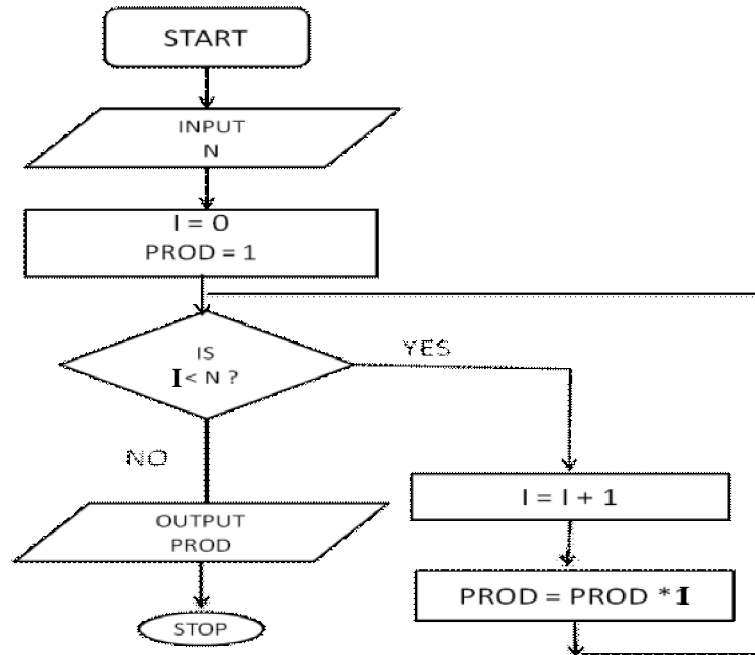 START
INPUT
N
I = 0
PROD = 1
IS
I < N ?
YES
NO
I = I + 1
OUTPUT
PROD
PROD = PROD * I
STOP